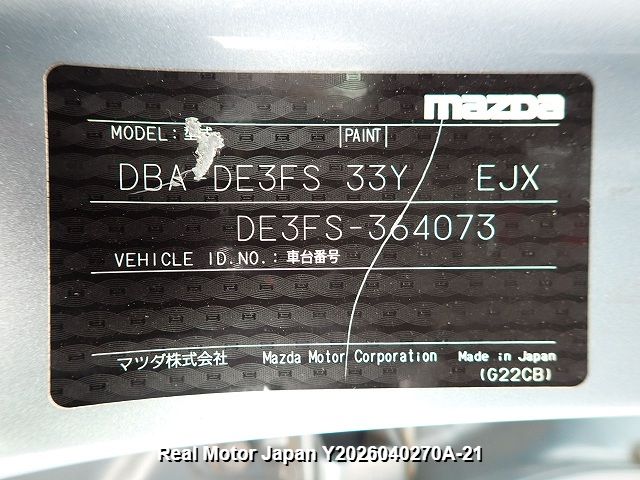 mazda
MODEL: 型式 PAINT
DBA DE3FS 33Y EJX
DE3FS-364073
VEHICLE ID.NO.: 車台番号
マツダ株式会社 Mazda Motor Corporation Made in Japan
(G22CB)
Real Motor Japan Y2026040270A-21